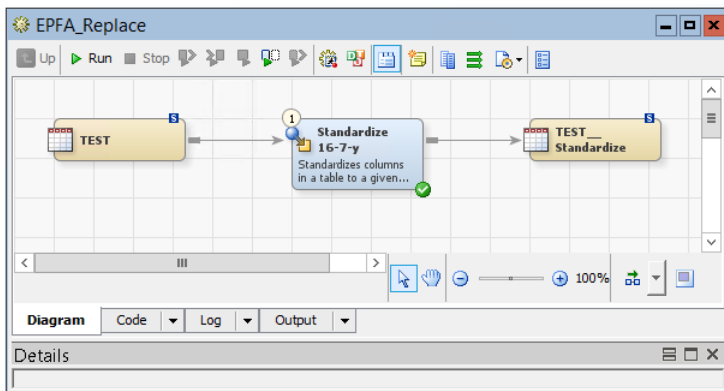 EPFA_Replace
Up Run Stop
TEST
S
1
Standardize
16-7-y
Standardizes columns
in a table to a given...
S
TEST__
Standardize
100%
Diagram Code Log Output
Details